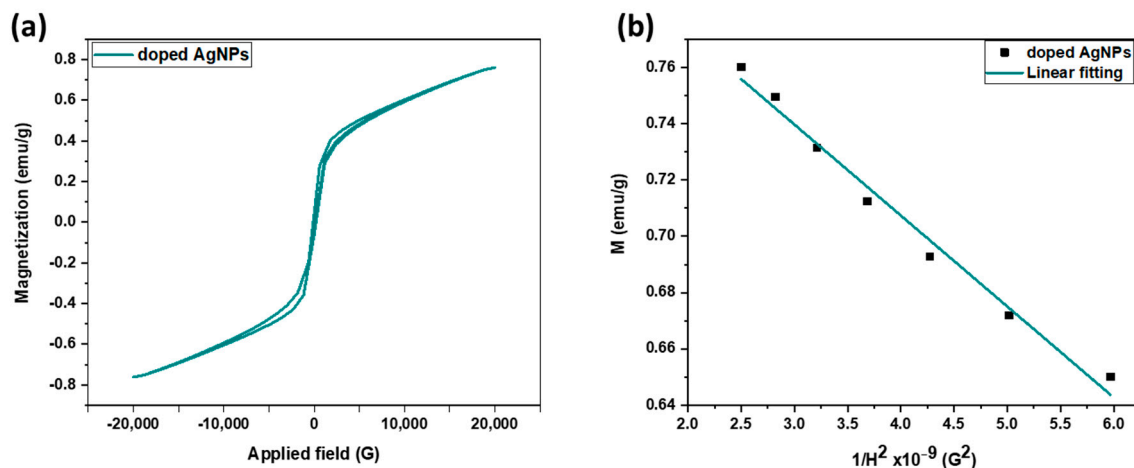 (a)
doped AgNPs
Magnetization (emu/g)
0.8
0.6
0.4
0.2
0.0
-0.2
-0.4
-0.6
-0.8
-20,000 -10,000 0 10,000 20,000
Applied field (G)
(b)
doped AgNPs
Linear fitting
M (emu/g)
0.76
0.74
0.72
0.70
0.68
0.66
0.64
2.0 2.5 3.0 3.5 4.0 4.5 5.0 5.5 6.0
1/H² x10⁻⁹ (G²)